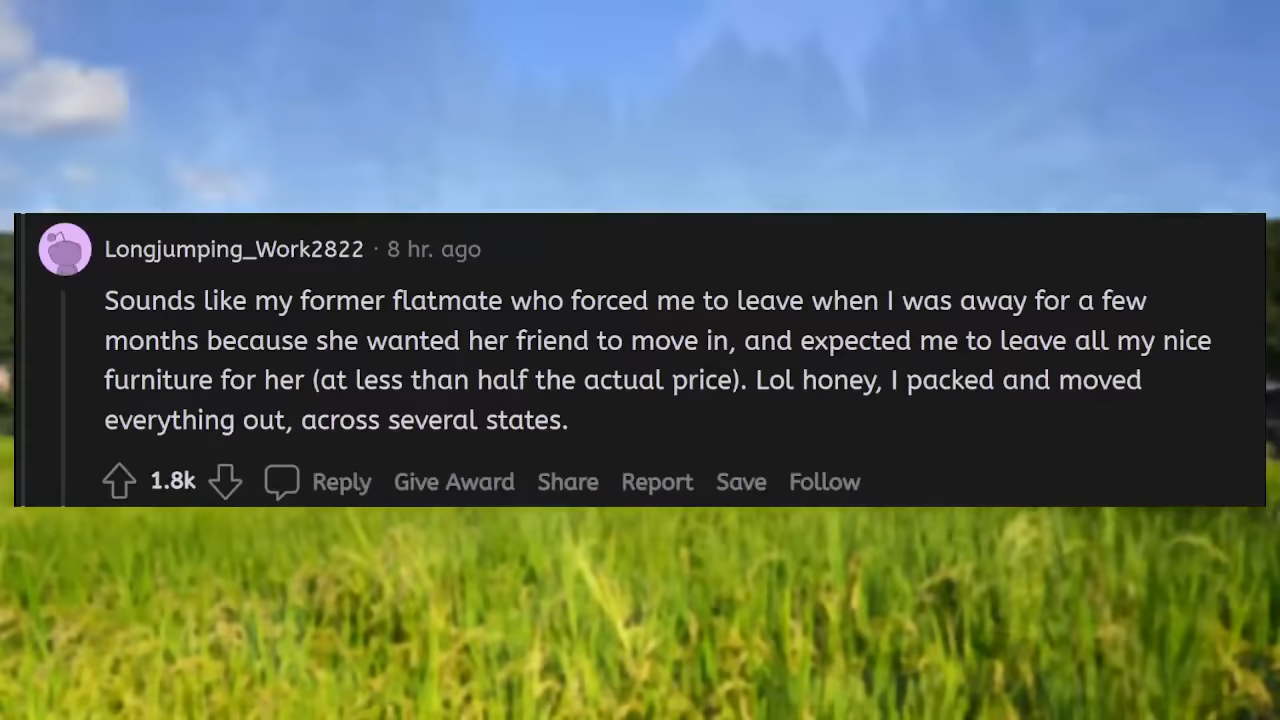 Longjumping_Work2822 · 8 hr. ago
Sounds like my former flatmate who forced me to leave when I was away for a few
months because she wanted her friend to move in, and expected me to leave all my nice
furniture for her (at less than half the actual price). Lol honey, I packed and moved
everything out, across several states.
1.8k Reply Give Award Share Report Save Follow